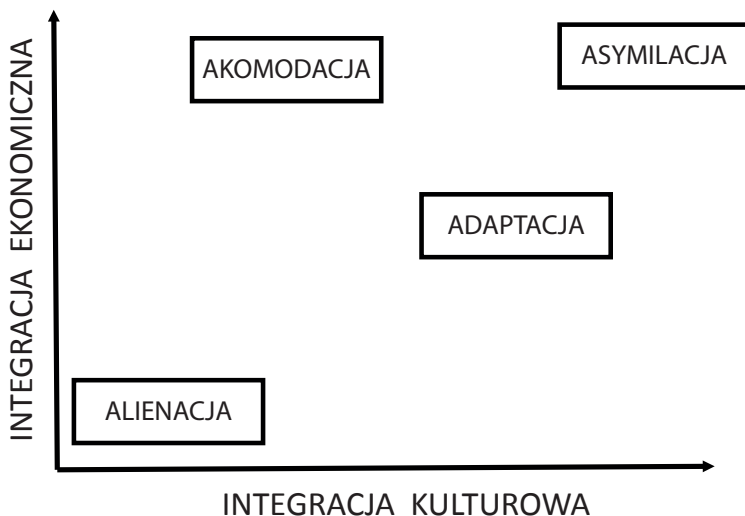 INTEGRACJA EKONOMICZNA
AKOMODACJA
ASYMILACJA
ADAPTACJA
ALIENACJA
INTEGRACJA KULTUROWA